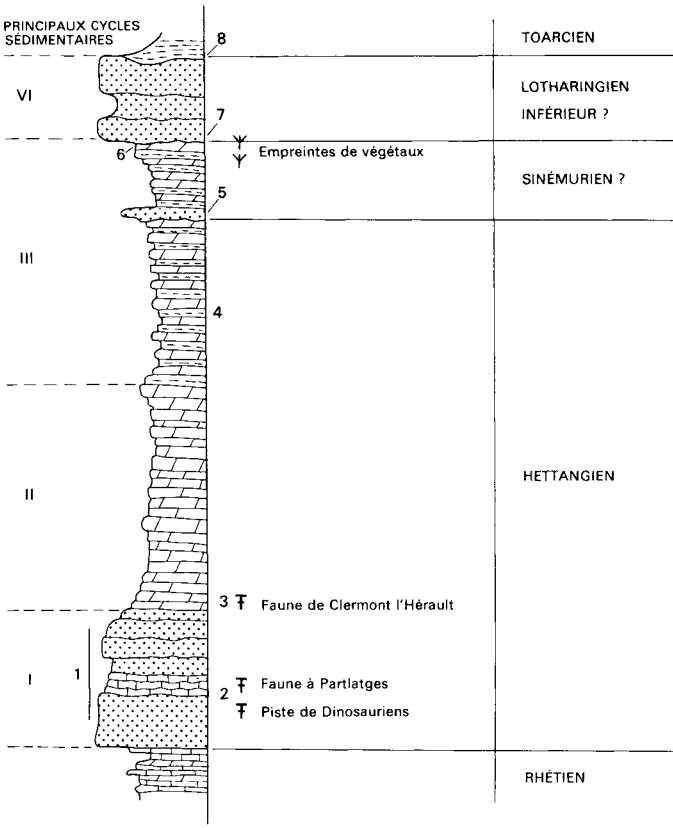 PRINCIPAUX CYCLES
SÉDIMENTAIRES
8
TOARCIEN
VI
LOTHARINGIEN
INFÉRIEUR ?
7
6
Empreintes de végétaux
SINÉMURIEN ?
5
III
4
II
HETTANGIEN
3
Faune de Clermont l'Hérault
1
I
2
Faune à Partlatges
Piste de Dinosauriens
RHÉTIEN